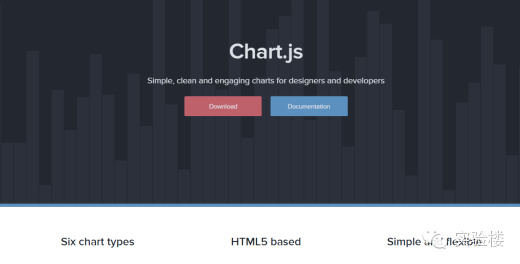 Chart.js
Simple, clean and engaging charts for designers and developers
Download
Documentation
Six chart types
HTML5 based
Simple and flexible
实验楼